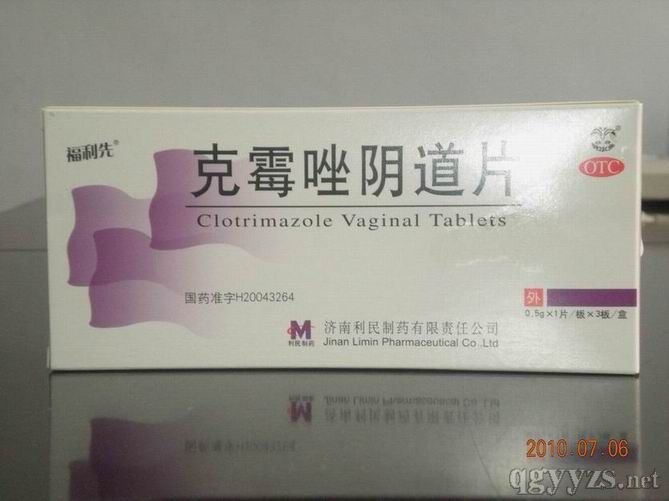 福利先®
克霉唑阴道片
Clotrimazole Vaginal Tablets
OTC
国药准字H20043264
外
0.5g×1片/板×3板/盒
M
利民制药
济南利民制药有限责任公司
Jinan Limin Pharmaceutical Co.,Ltd
2010.07.06
qgyyzs.net